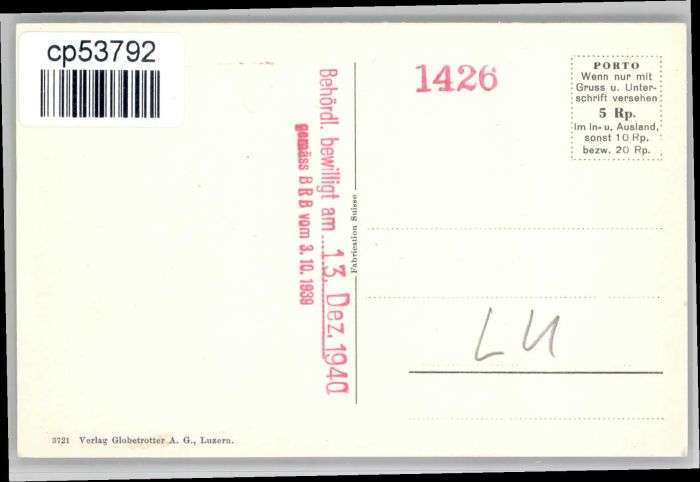 cp53792
1426
PORTO
Wenn nur mit
Gruss u. Unter-
schrift versehen
5 Rp.
im In- u. Ausland,
sonst 10 Rp.
bezw. 20 Rp.
Behördl. bewilligt am 13. Dez. 1940
gemäss B R B vom 3. 10. 1939
Fabrication Suisse
LU
3721 Verlag Globetrotter A. G., Luzern.